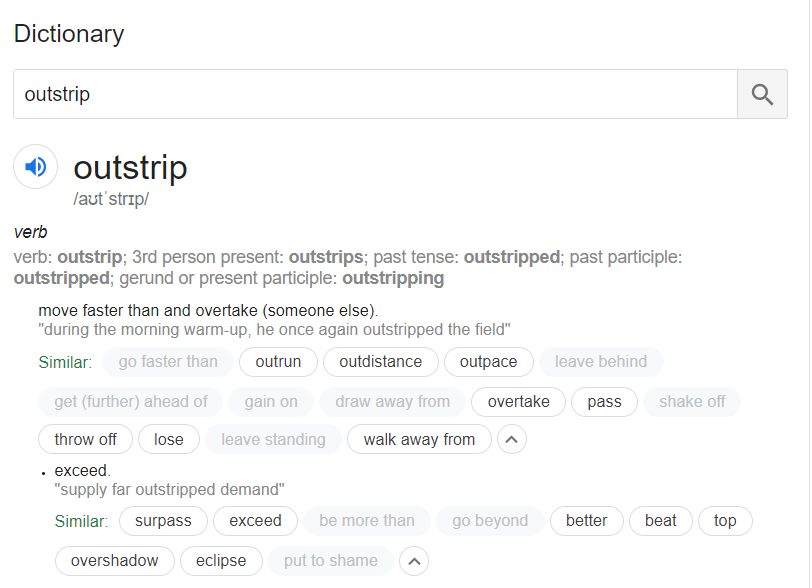 Dictionary
outstrip
outstrip
/aʊtˈstrɪp/
verb
verb: outstrip; 3rd person present: outstrips; past tense: outstripped; past participle:
outstripped; gerund or present participle: outstripping
move faster than and overtake (someone else).
"during the morning warm-up, he once again outstripped the field"
Similar: go faster than outrun outdistance outpace leave behind
get (further) ahead of gain on draw away from overtake pass shake off
throw off lose leave standing walk away from
• exceed.
"supply far outstripped demand"
Similar: surpass exceed be more than go beyond better beat top
overshadow eclipse put to shame